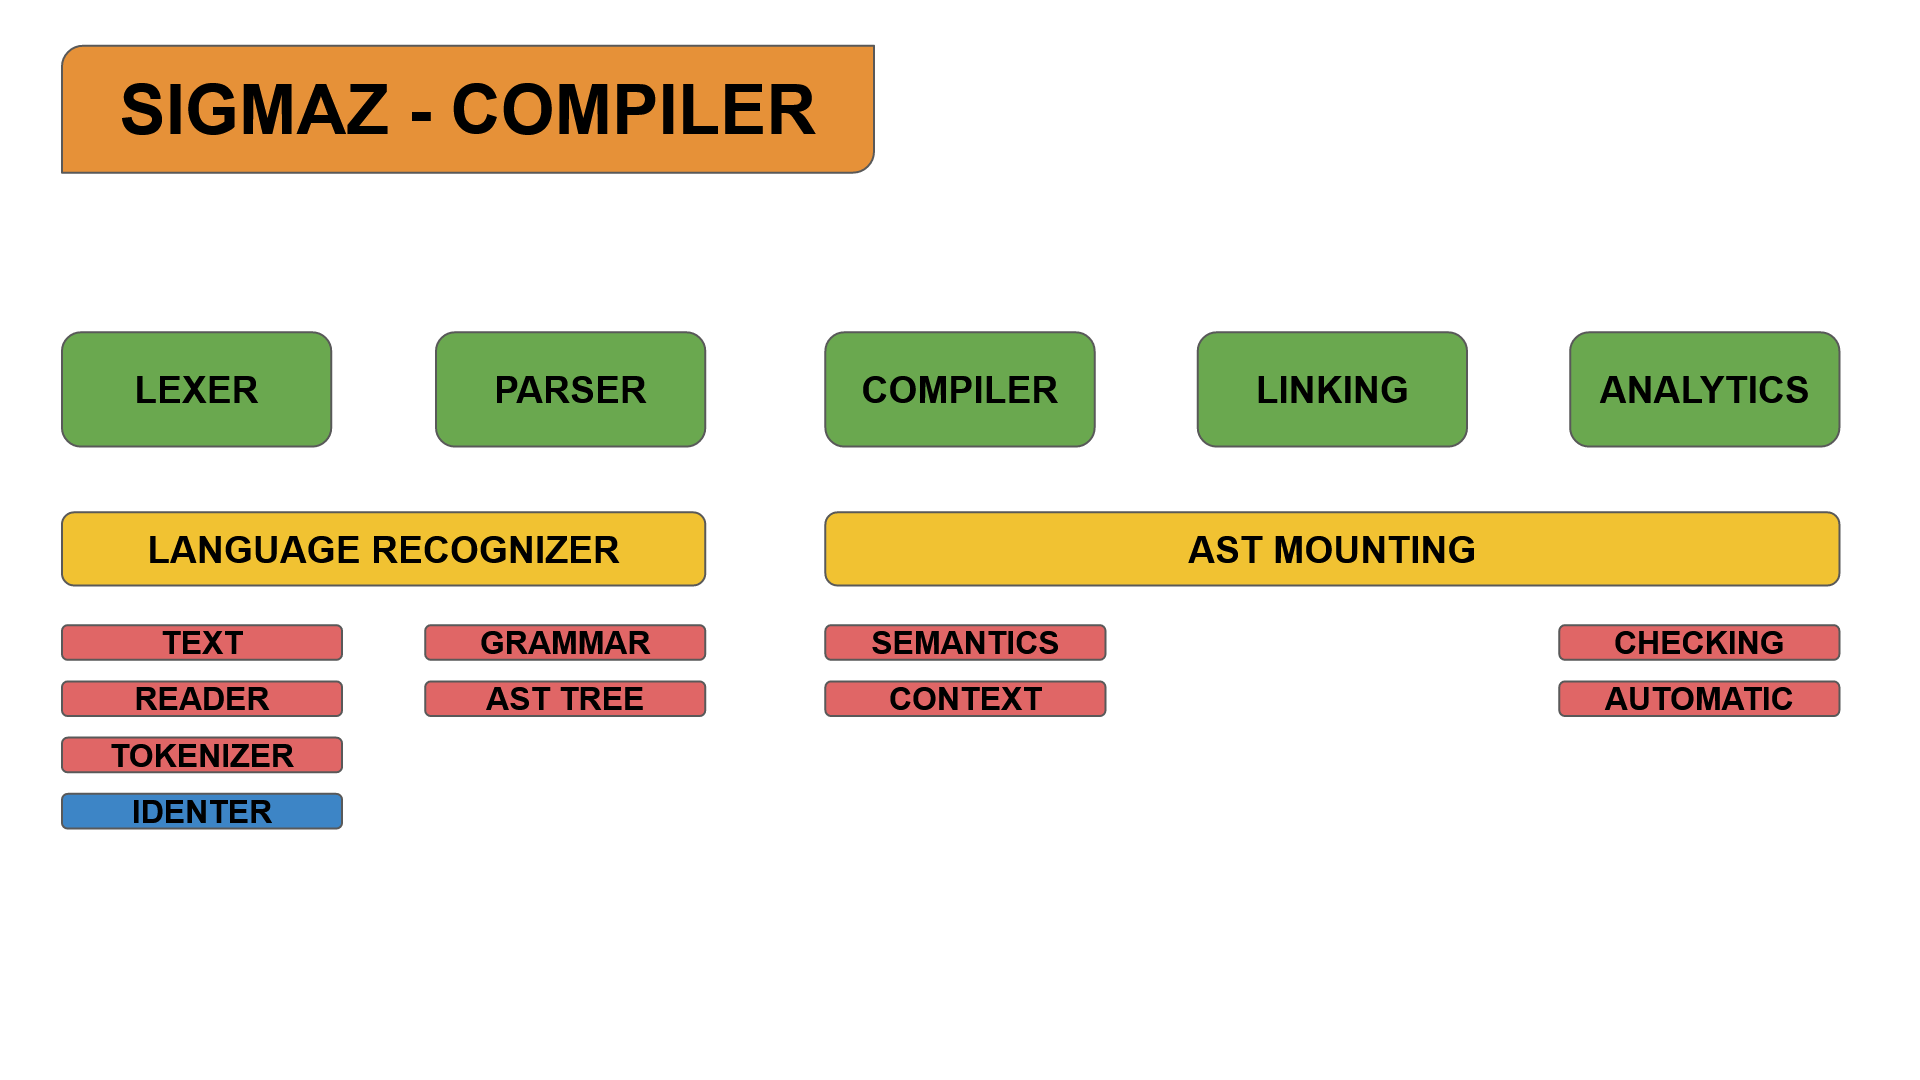 SIGMAZ - COMPILER
LEXER
PARSER
COMPILER
LINKING
ANALYTICS
LANGUAGE RECOGNIZER
AST MOUNTING
TEXT
GRAMMAR
SEMANTICS
CHECKING
READER
AST TREE
CONTEXT
AUTOMATIC
TOKENIZER
IDENTER